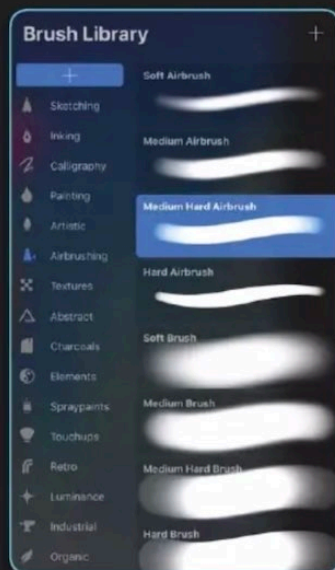 Brush Library
Sketching
Inking
Calligraphy
Painting
Artistic
Airbrushing
Textures
Abstract
Charcoals
Elements
Spraypaints
Touchups
Retro
Luminance
Industrial
Organic
Soft Airbrush
Medium Airbrush
Medium Hard Airbrush
Hard Airbrush
Soft Brush
Medium Brush
Medium Hard Brush
Hard Brush